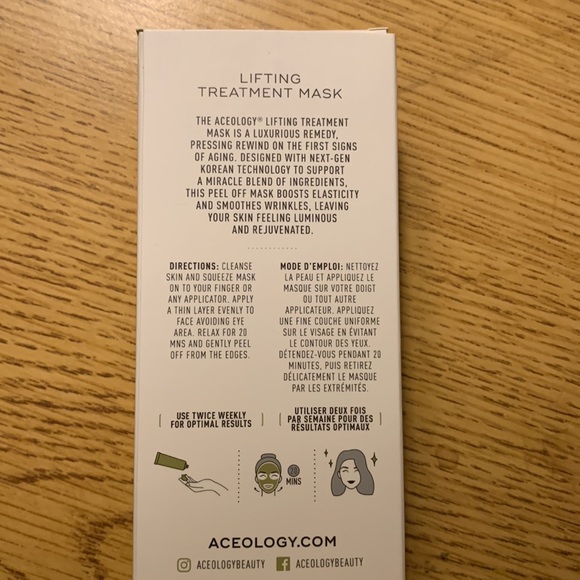 LIFTING
TREATMENT MASK
THE ACEOLOGY® LIFTING TREATMENT
MASK IS A LUXURIOUS REMEDY,
PRESSING REWIND ON THE FIRST SIGNS
OF AGING. DESIGNED WITH NEXT-GEN
KOREAN TECHNOLOGY TO SUPPORT
A MIRACLE BLEND OF INGREDIENTS,
THIS PEEL OFF MASK BOOSTS ELASTICITY
AND SMOOTHES WRINKLES, LEAVING
YOUR SKIN FEELING LUMINOUS
AND REJUVENATED.
DIRECTIONS: CLEANSE
SKIN AND SQUEEZE MASK
ON TO YOUR FINGER OR
ANY APPLICATOR. APPLY
A THIN LAYER EVENLY TO
FACE AVOIDING EYE
AREA. RELAX FOR 20
MNS AND GENTLY PEEL
OFF FROM THE EDGES.
MODE D'EMPLOI: NETTOYEZ
LA PEAU ET APPLIQUEZ LE
MASQUE SUR VOTRE DOIGT
OU TOUT AUTRE
APPLICATEUR. APPLIQUEZ
UNE FINE COUCHE UNIFORME
SUR LE VISAGE EN ÉVITANT
LE CONTOUR DES YEUX.
DÉTENDEZ-VOUS PENDANT 20
MINUTES, PUIS RETIREZ
DÉLICATEMENT LE MASQUE
PAR LES EXTRÉMITÉS.
USE TWICE WEEKLY
FOR OPTIMAL RESULTS
UTILISER DEUX FOIS
PAR SEMAINE POUR DES
RÉSULTATS OPTIMAUX
20
MINS
ACEOLOGY.COM
ACEOLOGYBEAUTY
ACEOLOGYBEAUTY